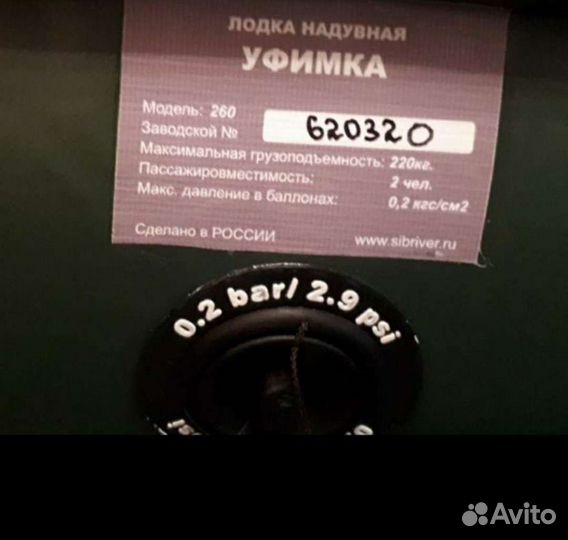 ЛОДКА НАДУВНАЯ
УФИМКА
Модель: 260
Заводской № 620320
Максимальная грузоподъемность: 220кг.
Пассажировместимость: 2 чел.
Макс. давление в баллонах: 0,2 кгс/см2
Сделано в РОССИИ www.sibriver.ru
0.2 bar/ 2.9 psi
Avito